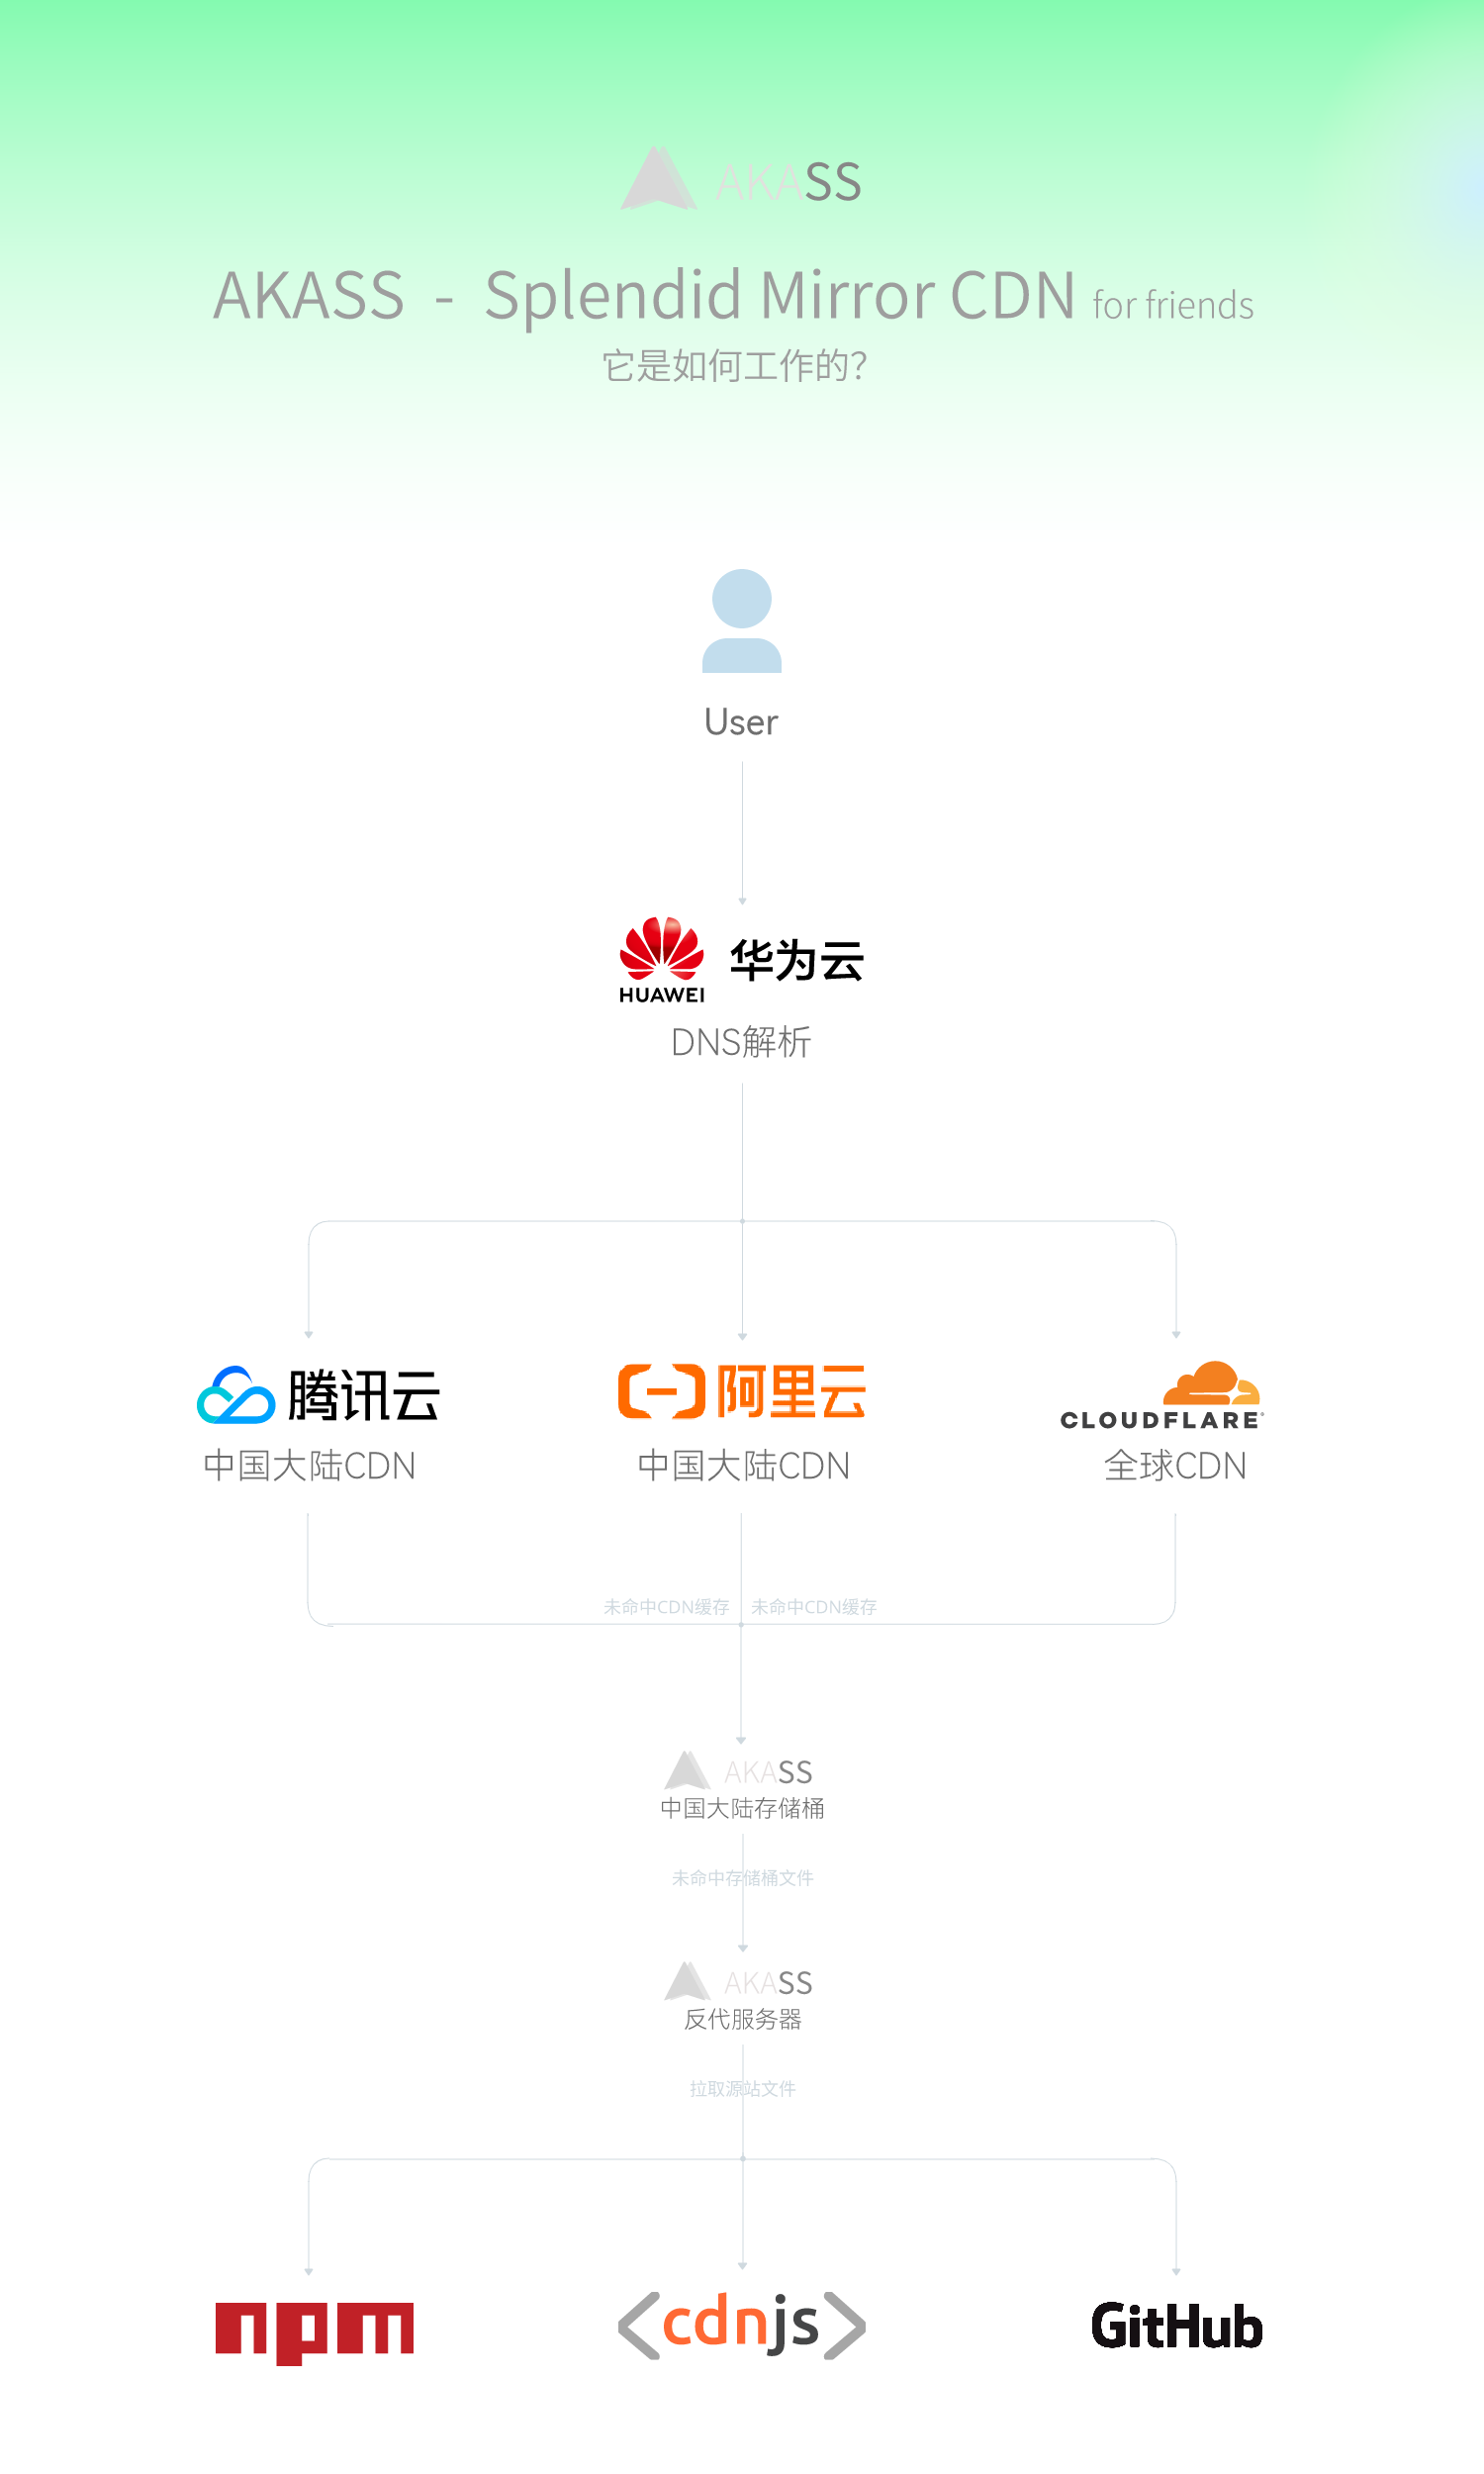 AKASS
AKASS - Splendid Mirror CDN for friends
它是如何工作的？
User
HUAWEI 华为云
DNS解析
腾讯云 阿里云 CLOUDFLARE®
中国大陆CDN 中国大陆CDN 全球CDN
未命中CDN缓存 未命中CDN缓存
AKASS
中国大陆存储桶
未命中存储桶文件
AKASS
反代服务器
拉取源站文件
npm <cdnjs> GitHub